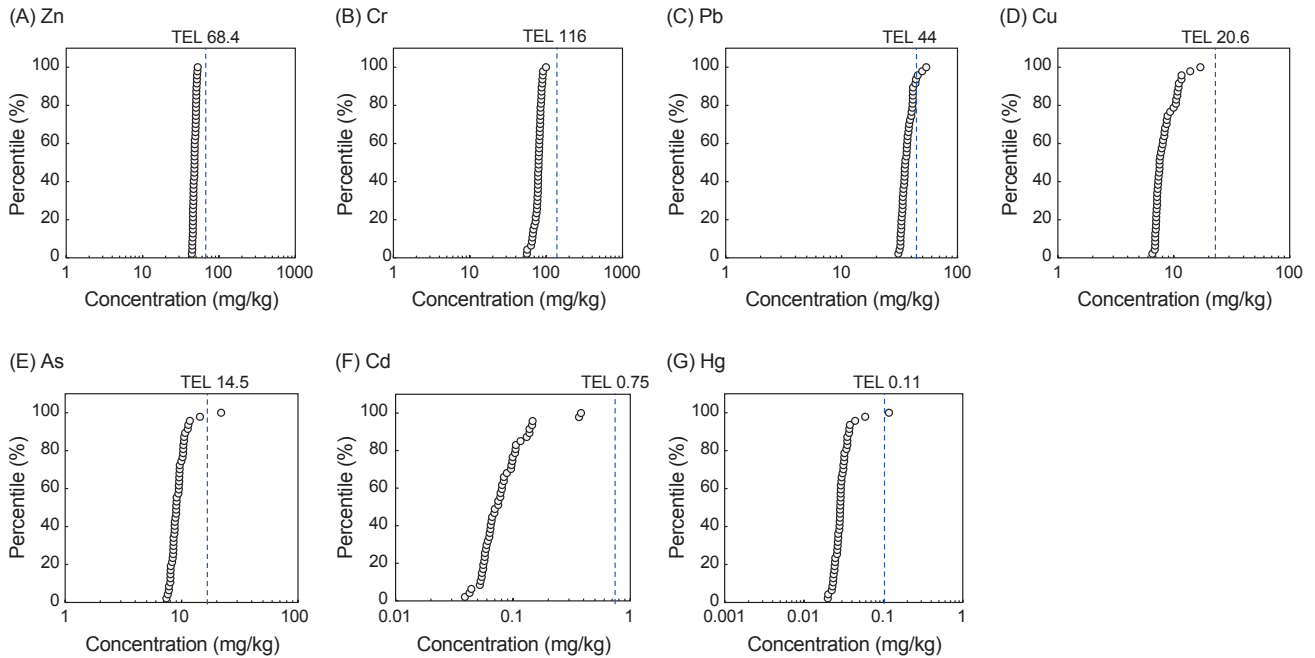 (A) Zn
TEL 68.4
100
80
60
40
20
0
Percentile (%)
1 10 100 1000
Concentration (mg/kg)
(B) Cr
TEL 116
100
80
60
40
20
0
Percentile (%)
1 10 100 1000
Concentration (mg/kg)
(C) Pb
TEL 44
100
80
60
40
20
0
Percentile (%)
1 10 100
Concentration (mg/kg)
(D) Cu
TEL 20.6
100
80
60
40
20
0
Percentile (%)
1 10 100
Concentration (mg/kg)
(E) As
TEL 14.5
100
80
60
40
20
0
Percentile (%)
1 10 100
Concentration (mg/kg)
(F) Cd
TEL 0.75
100
80
60
40
20
0
Percentile (%)
0.01 0.1 1
Concentration (mg/kg)
(G) Hg
TEL 0.11
100
80
60
40
20
0
Percentile (%)
0.001 0.01 0.1 1
Concentration (mg/kg)